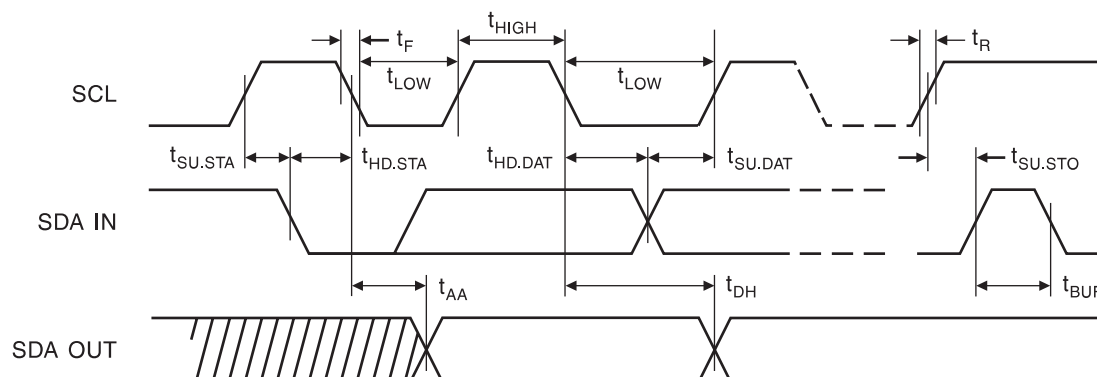 tHIGH
tF
tR
tLOW
tLOW
SCL
tSU.STA
tHD.STA
tHD.DAT
tSU.DAT
tSU.STO
SDA IN
tAA
tDH
tBUF
SDA OUT